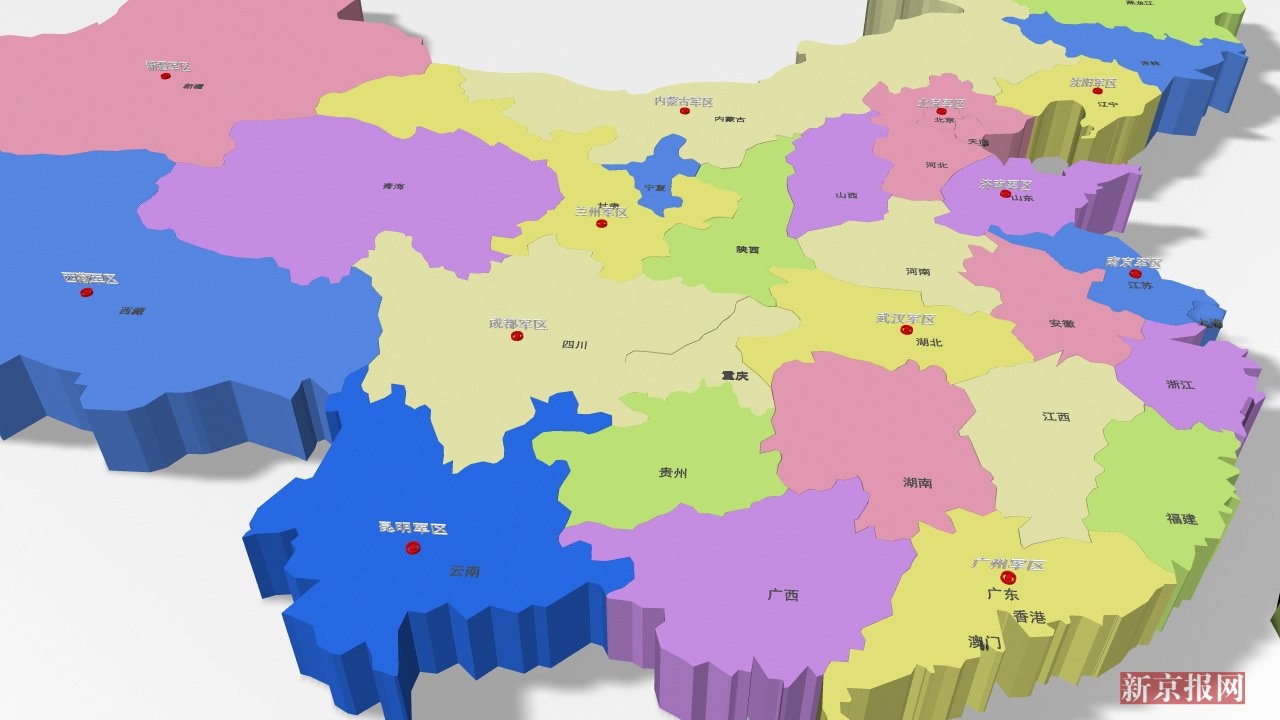 黑龙江
吉林
新疆军区
新疆
内蒙古军区
内蒙古
沈阳军区
辽宁
北京军区
北京
天津
河北
青海
宁夏
甘肃
兰州军区
山西
济南军区
山东
陕西
河南
南京军区
江苏
上海
西藏军区
西藏
成都军区
四川
武汉军区
湖北
安徽
重庆
浙江
江西
贵州
湖南
福建
昆明军区
云南
广州军区
广东
广西
香港
澳门
新京报网